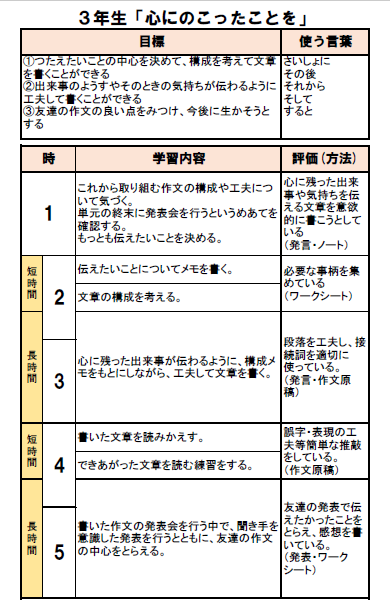 ３年生 「心にのこったことを」
目標
使う言葉
①つたえたいことの中心を決めて、構成を考えて文章
を書くことができる
②出来事のようすやそのときの気持ちが伝わるように
工夫して書くことができる
③友達の作文の良い点をみつけ、今後に生かそうと
する
さいしょに
その後
それから
そして
すると
時
学習内容
評価（方法）
1
これから取り組む作文の構成や工夫につ
いて気づく。
単元の終末に発表会を行うというめあてを
確認する。
もっとも伝えたいことを決める。
心に残った出来
事や気持ちを伝
える文章を意欲
的に書こうとして
いる
（発言・ノート）
短時間
2
伝えたいことについてメモを書く。
文章の構成を考える。
必要な事柄を集
めている
（ワークシート）
長時間
3
心に残った出来事が伝わるように、構成メ
モをもとにしながら、工夫して文章を書く。
段落を工夫し、接
続詞を適切に
使っている。
（発言・作文原
稿）
短時間
4
書いた文章を読みかえす。
できあがった文章を読む練習をする。
誤字・表現の工
夫等簡単な推敲
をしている。
（作文原稿）
長時間
5
書いた作文の発表会を行う中で、聞き手を
意識した発表を行うとともに、友達の作文
の中心をとらえる。
友達の発表で伝
えたかったことを
とらえ、感想を書
いている。
（発表・ワーク
シート）